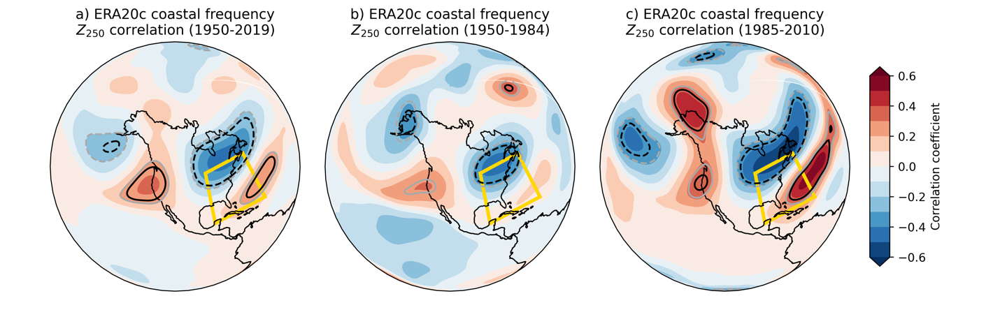 a) ERA20c coastal frequency
Z₂₅₀ correlation (1950-2019)
b) ERA20c coastal frequency
Z₂₅₀ correlation (1950-1984)
c) ERA20c coastal frequency
Z₂₅₀ correlation (1985-2010)
0.6
0.4
0.2
0.0
−0.2
−0.4
−0.6
Correlation coefficient